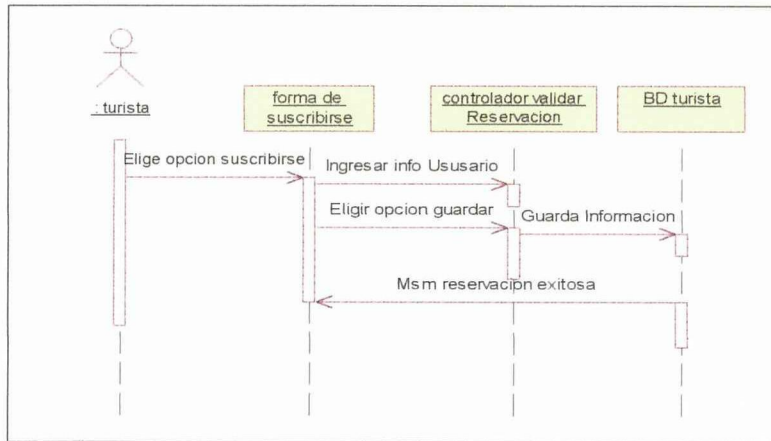 : turista
forma de
suscribirse
controlador validar
Reservacion
BD turista
Elige opcion suscribirse
Ingresar info Ususario
Eligir opcion guardar
Guarda Informacion
Msm reservacion exitosa